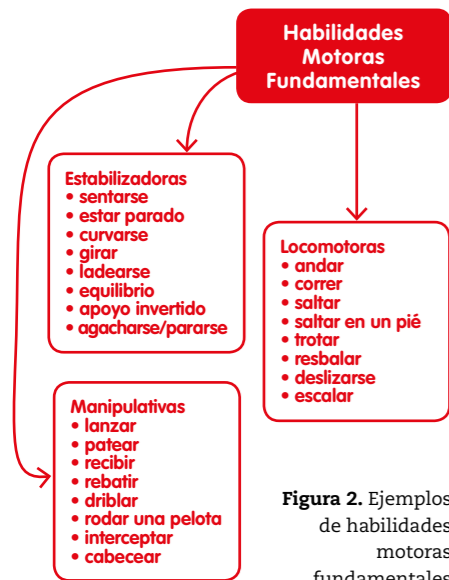 Habilidades
Motoras
Fundamentales
Estabilizadoras
• sentarse
• estar parado
• curvarse
• girar
• ladearse
• equilibrio
• apoyo invertido
• agacharse/pararse
Locomotoras
• andar
• correr
• saltar
• saltar en un pié
• trotar
• resbalar
• deslizarse
• escalar
Manipulativas
• lanzar
• patear
• recibir
• rebatir
• driblar
• rodar una pelota
• interceptar
• cabecear
Figura 2. Ejemplos
de habilidades
motoras
fundamentales